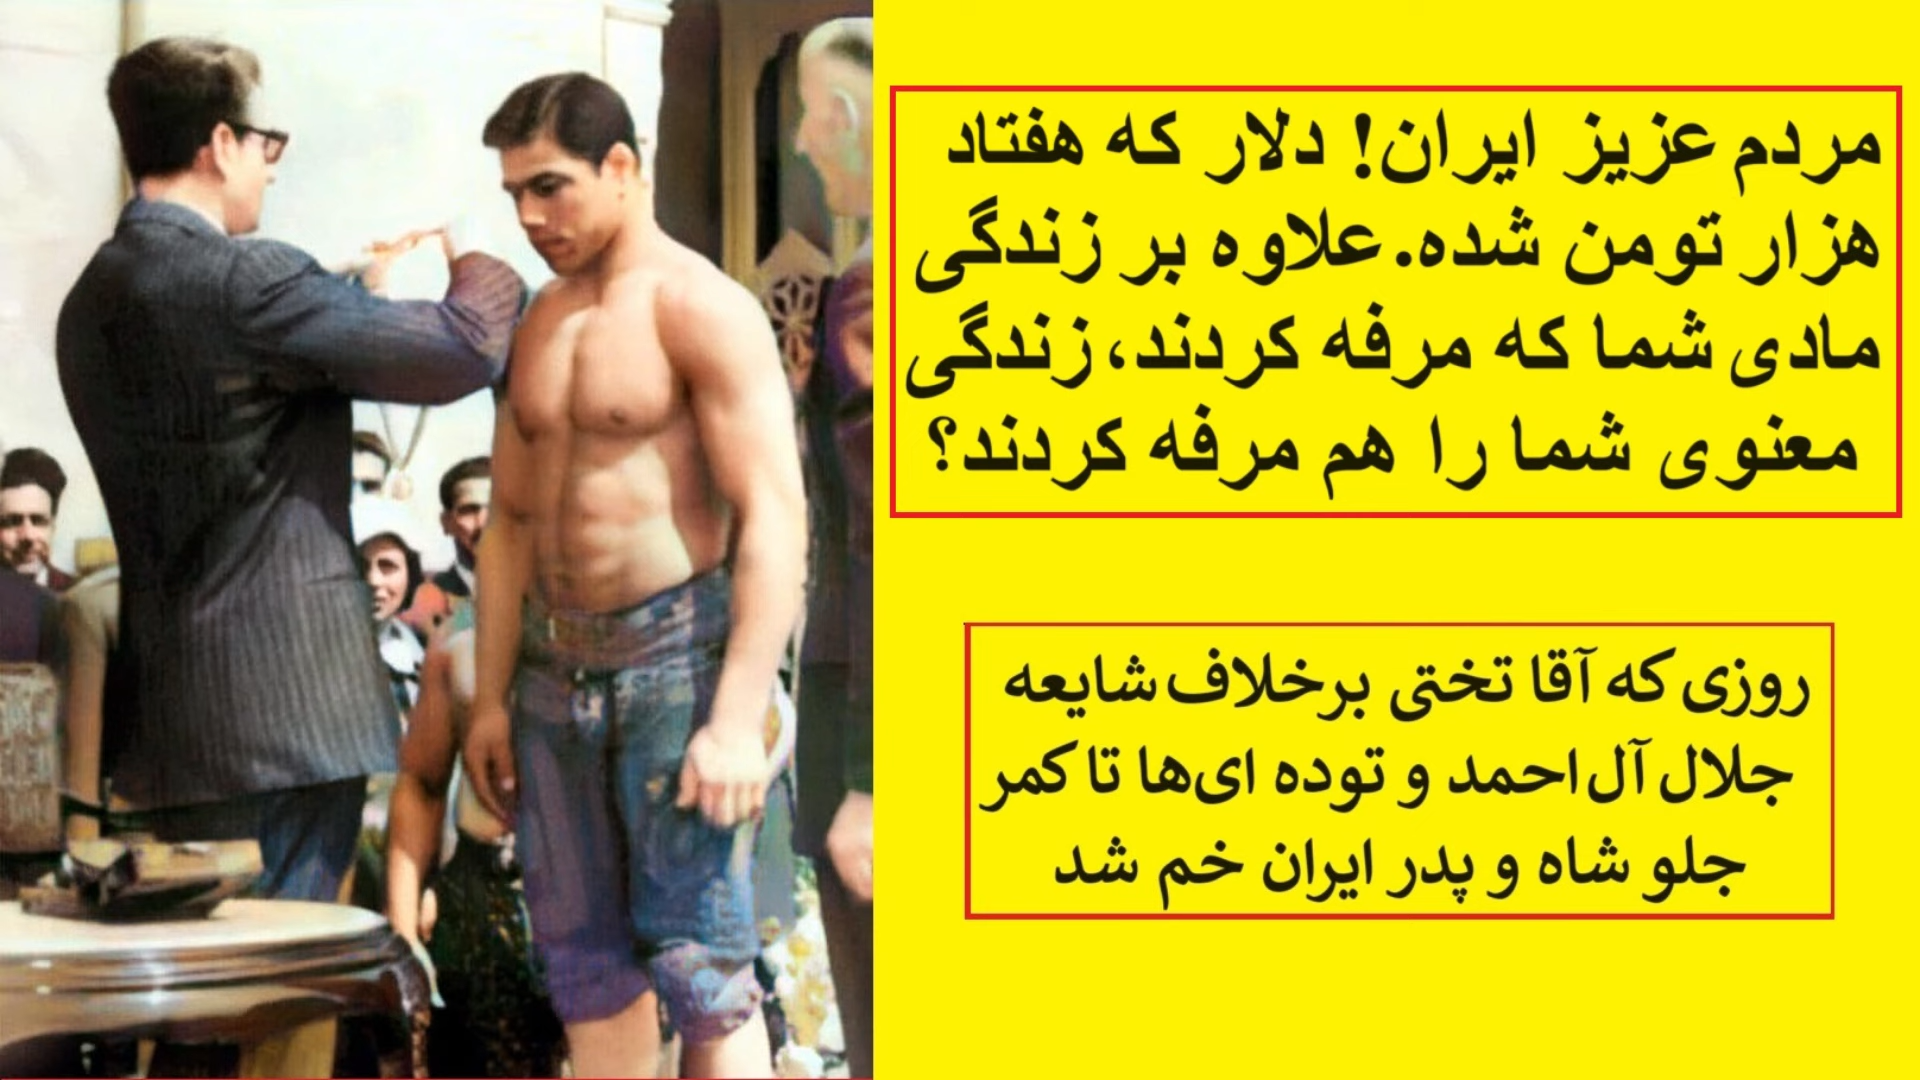 مردم عزیز ایران! دلار که هفتاد
هزار تومن شده.علاوه بر زندگی
مادی شما که مرفه کردند،زندگی
معنوی شما را هم مرفه کردند؟
روزی که آقا تختی برخلاف شایعه
جلال آل احمد و توده ای‌ها تا کمر
جلو شاه و پدر ایران خم شد